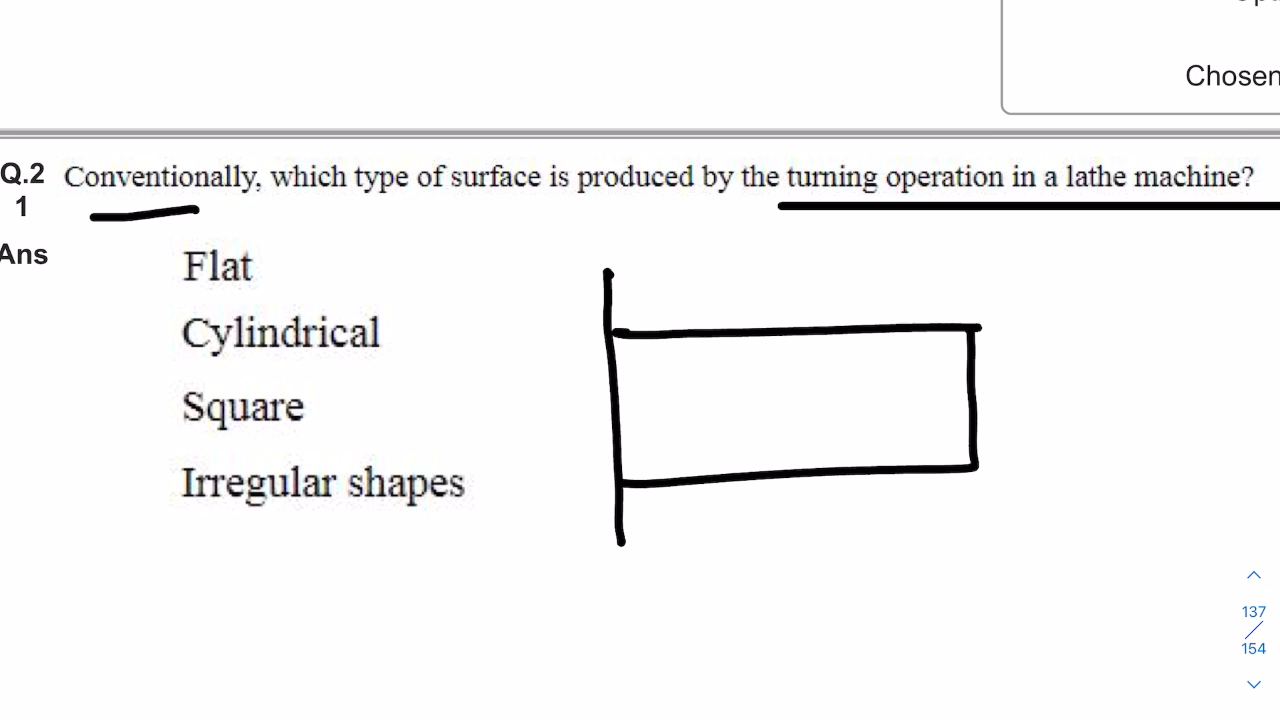 Chosen
Q.2 Conventionally, which type of surface is produced by the turning operation in a lathe machine?
1
Ans
Flat
Cylindrical
Square
Irregular shapes
137
154